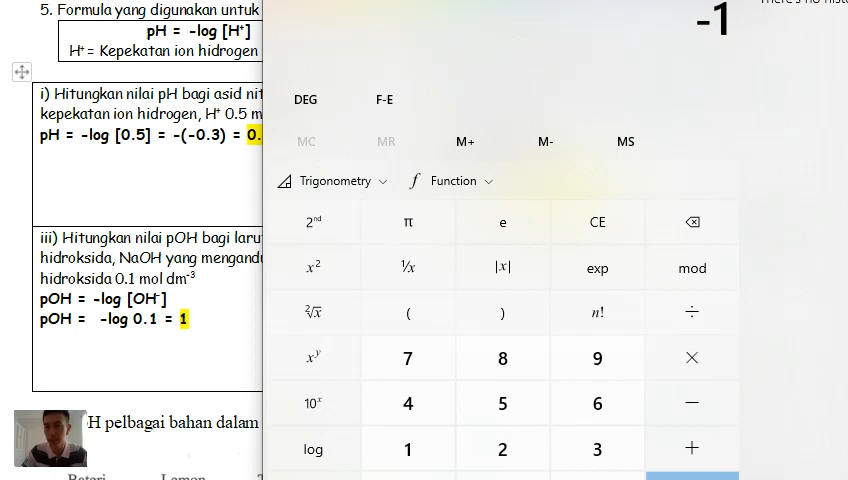 5. Formula yang digunakan untuk
pH = -log [H⁺]
H⁺ = Kepekatan ion hidrogen
i) Hitungkan nilai pH bagi asid nit
kepekatan ion hidrogen, H⁺ 0.5 m
pH = -log [0.5] = -(-0.3) = 0.
iii) Hitungkan nilai pOH bagi laru
hidroksida, NaOH yang mengandu
hidroksida 0.1 mol dm⁻³
pOH = -log [OH⁻]
pOH = -log 0.1 = 1
H pelbagai bahan dalam
-1
DEG F-E
MC MR M+ M- MS
Trigonometry f Function
2ⁿᵈ π e CE
x² ¹/x |x| exp mod
²√x ( ) n! ÷
xʸ 7 8 9 ×
10ˣ 4 5 6 −
log 1 2 3 +